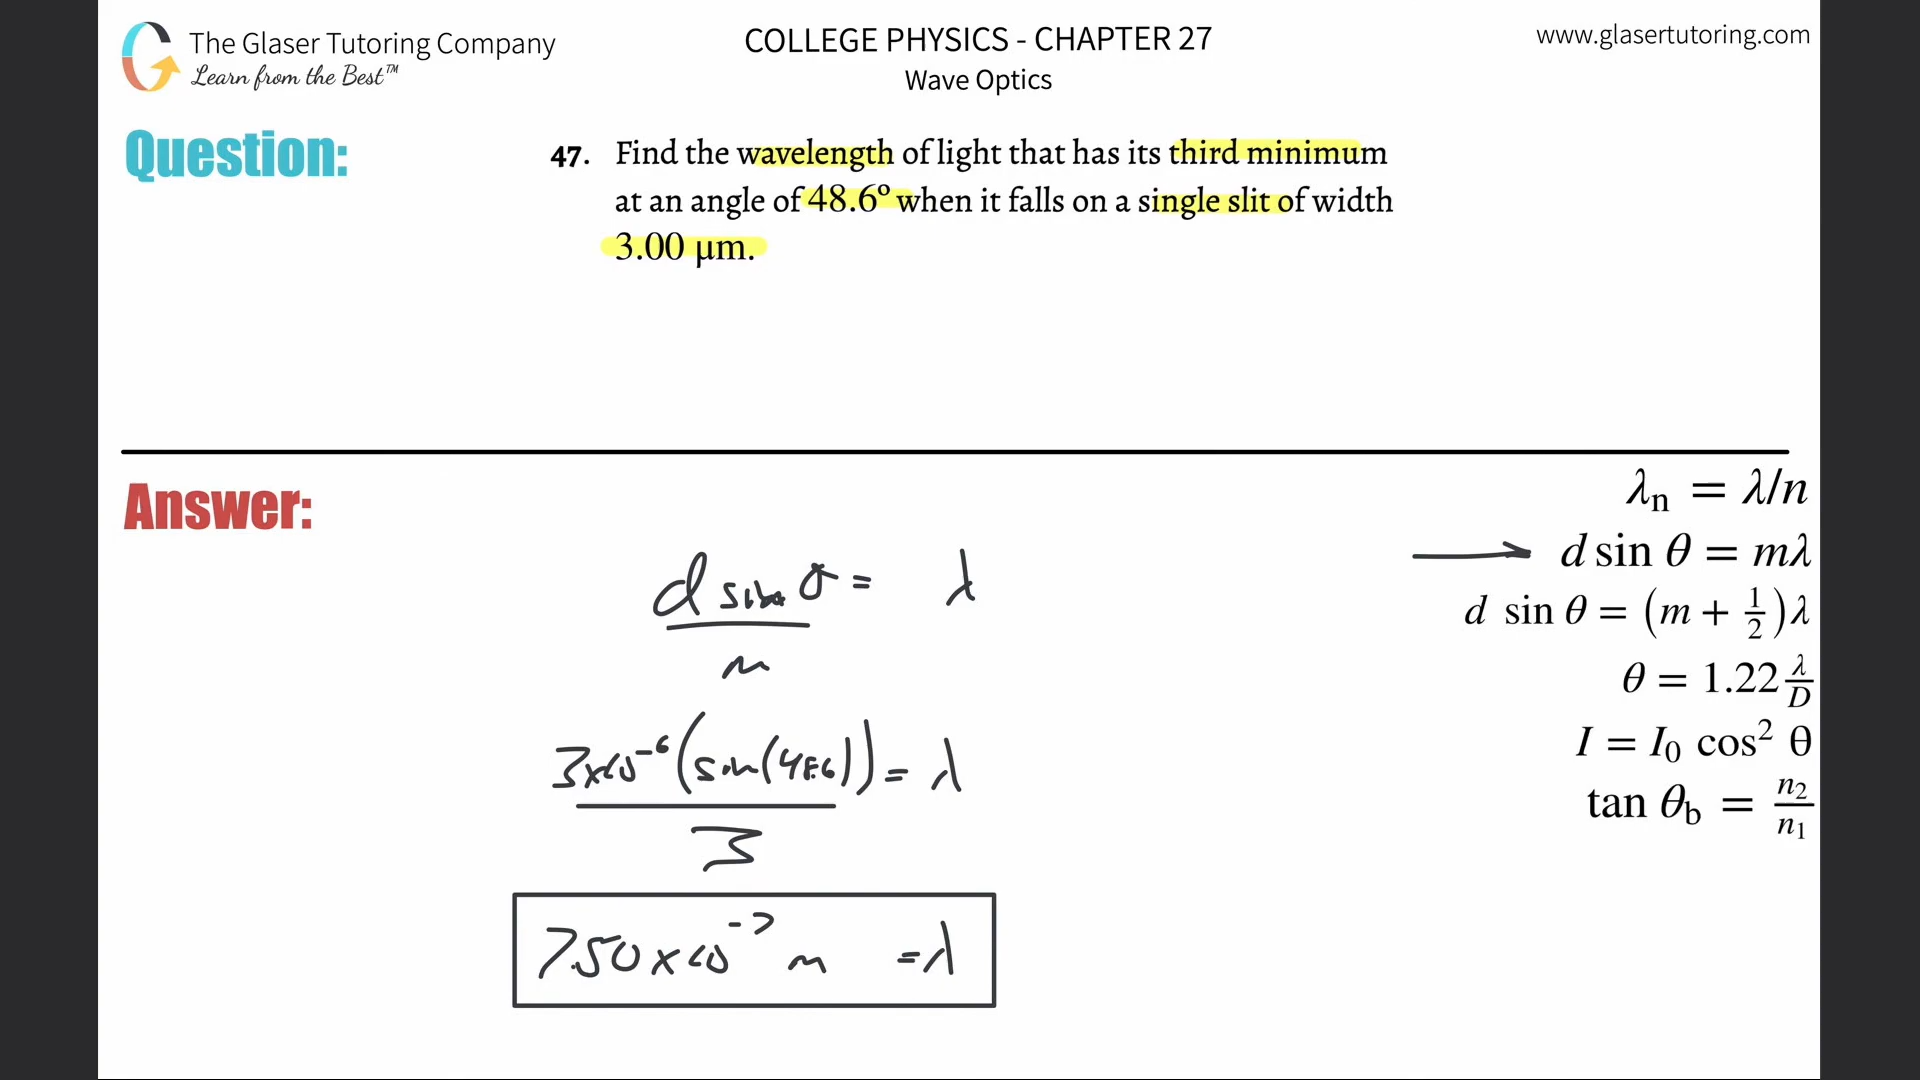 The Glaser Tutoring Company
Learn from the Best™
COLLEGE PHYSICS - CHAPTER 27
Wave Optics
www.glasertutoring.com
Question:
47. Find the wavelength of light that has its third minimum
at an angle of 48.6º when it falls on a single slit of width
3.00 μm.
Answer:
d sin θ = λ
m
3x10⁻⁶(sin(48.6)) = λ
3
7.50 x 10⁻⁷ m = λ
λₙ = λ/n
d sin θ = mλ
d sin θ = (m + 1/2)λ
θ = 1.22 λ/D
I = I₀ cos² θ
tan θb = n₂/n₁